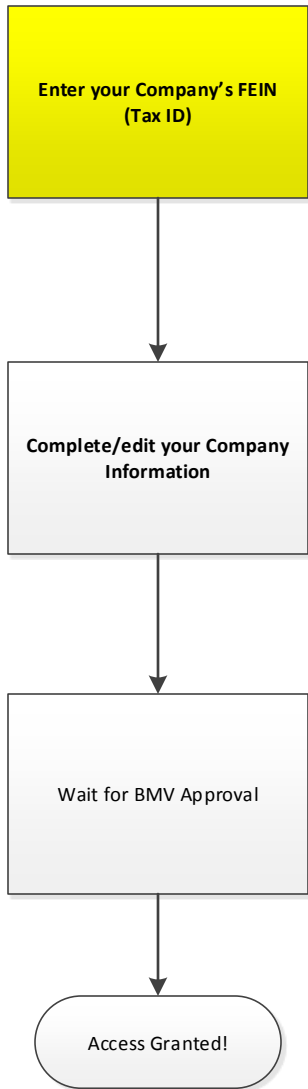 Enter your Company’s FEIN
(Tax ID)
Complete/edit your Company
Information
Wait for BMV Approval
Access Granted!